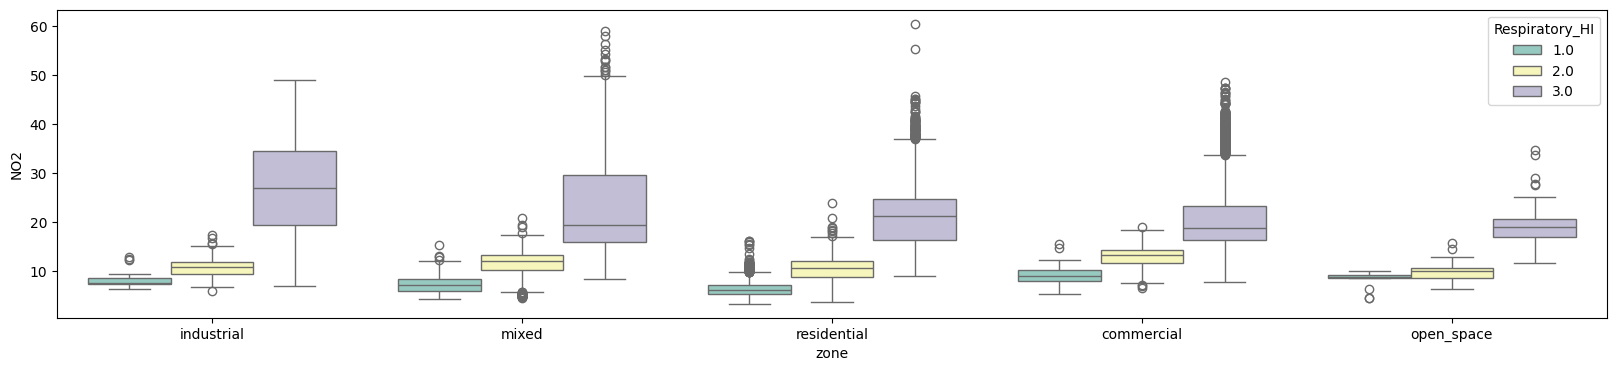 Respiratory_HI
1.0
2.0
3.0
NO2
60
50
40
30
20
10
industrial
mixed
residential
commercial
open_space
zone